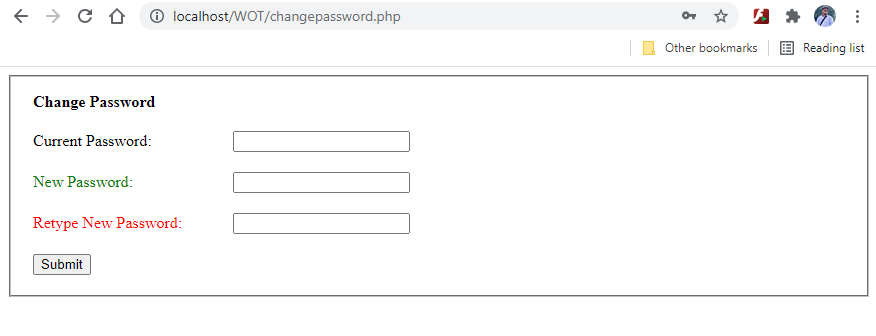 localhost/WOT/changepassword.php
Other bookmarks
Reading list
Change Password
Current Password:
New Password:
Retype New Password:
Submit